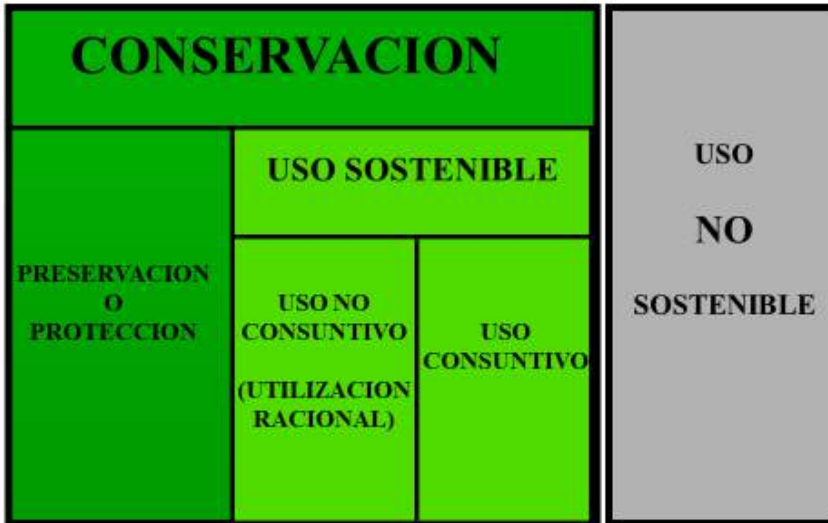 CONSERVACION
PRESERVACION
O
PROTECCION
USO SOSTENIBLE
USO NO
CONSUNTIVO
(UTILIZACION
RACIONAL)
USO
CONSUNTIVO
USO
NO
SOSTENIBLE